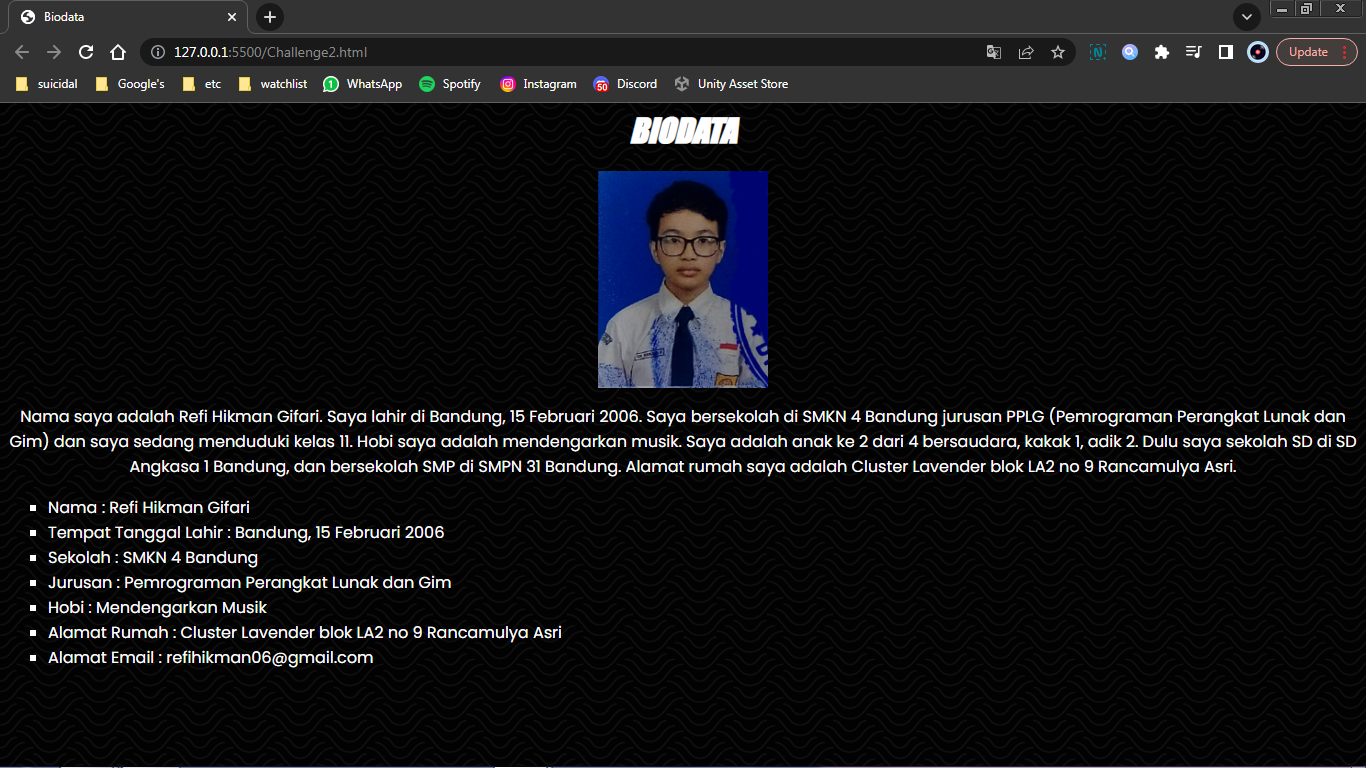 Biodata
127.0.0.1:5500/Challenge2.html
Update
suicidal
Google's
etc
watchlist
1
WhatsApp
Spotify
Instagram
50
Discord
Unity Asset Store
BIODATA
Nama saya adalah Refi Hikman Gifari. Saya lahir di Bandung, 15 Februari 2006. Saya bersekolah di SMKN 4 Bandung jurusan PPLG (Pemrograman Perangkat Lunak dan
Gim) dan saya sedang menduduki kelas 11. Hobi saya adalah mendengarkan musik. Saya adalah anak ke 2 dari 4 bersaudara, kakak 1, adik 2. Dulu saya sekolah SD di SD
Angkasa 1 Bandung, dan bersekolah SMP di SMPN 31 Bandung. Alamat rumah saya adalah Cluster Lavender blok LA2 no 9 Rancamulya Asri.
Nama : Refi Hikman Gifari
Tempat Tanggal Lahir : Bandung, 15 Februari 2006
Sekolah : SMKN 4 Bandung
Jurusan : Pemrograman Perangkat Lunak dan Gim
Hobi : Mendengarkan Musik
Alamat Rumah : Cluster Lavender blok LA2 no 9 Rancamulya Asri
Alamat Email : refihikman06@gmail.com